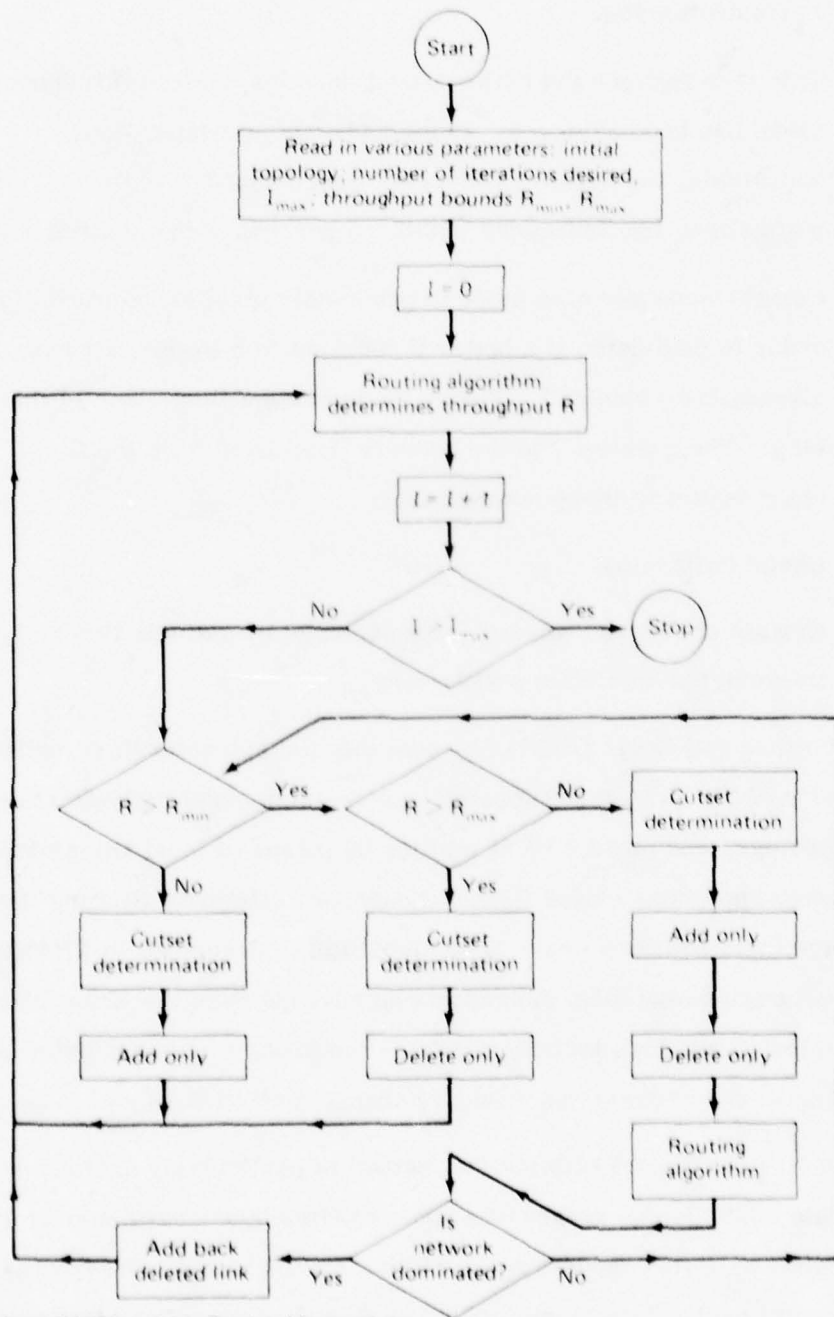 Start
Read in various parameters: initial
topology, number of iterations desired,
I_max; throughput bounds R_min, R_max
I = 0
Routing algorithm
determines throughput R
I = I + 1
No
I > I_max
Yes
Stop
R > R_min
Yes
R > R_max
No
Cutset
determination
No
Yes
Cutset
determination
Cutset
determination
Add only
Add only
Delete only
Delete only
Routing
algorithm
Is
network
dominated?
Add back
deleted link
Yes
No